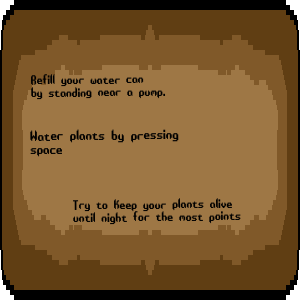 Refill your water can
by standing near a pump.
Water plants by pressing
space
Try to keep your plants alive
until night for the most points